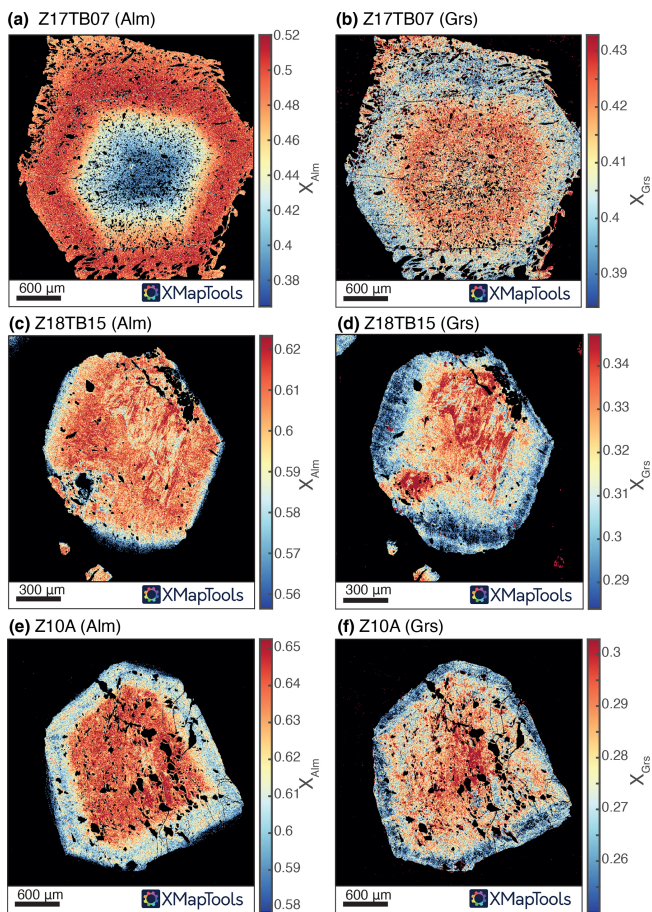 (a) Z17TB07 (Alm)
0.52
0.5
0.48
0.46
0.44
0.42
0.4
0.38
X_Alm
600 µm
XMapTools
(b) Z17TB07 (Grs)
0.43
0.42
0.41
0.4
0.39
X_Grs
XMapTools
600 µm
(c) Z18TB15 (Alm)
0.62
0.61
0.6
0.59
0.58
0.57
0.56
X_Alm
300 µm
XMapTools
(d) Z18TB15 (Grs)
0.34
0.33
0.32
0.31
0.3
0.29
X_Grs
300 µm
XMapTools
(e) Z10A (Alm)
0.65
0.64
0.63
0.62
0.61
0.6
0.59
0.58
X_Alm
600 µm
XMapTools
(f) Z10A (Grs)
0.3
0.29
0.28
0.27
0.26
X_Grs
600 µm
XMapTools